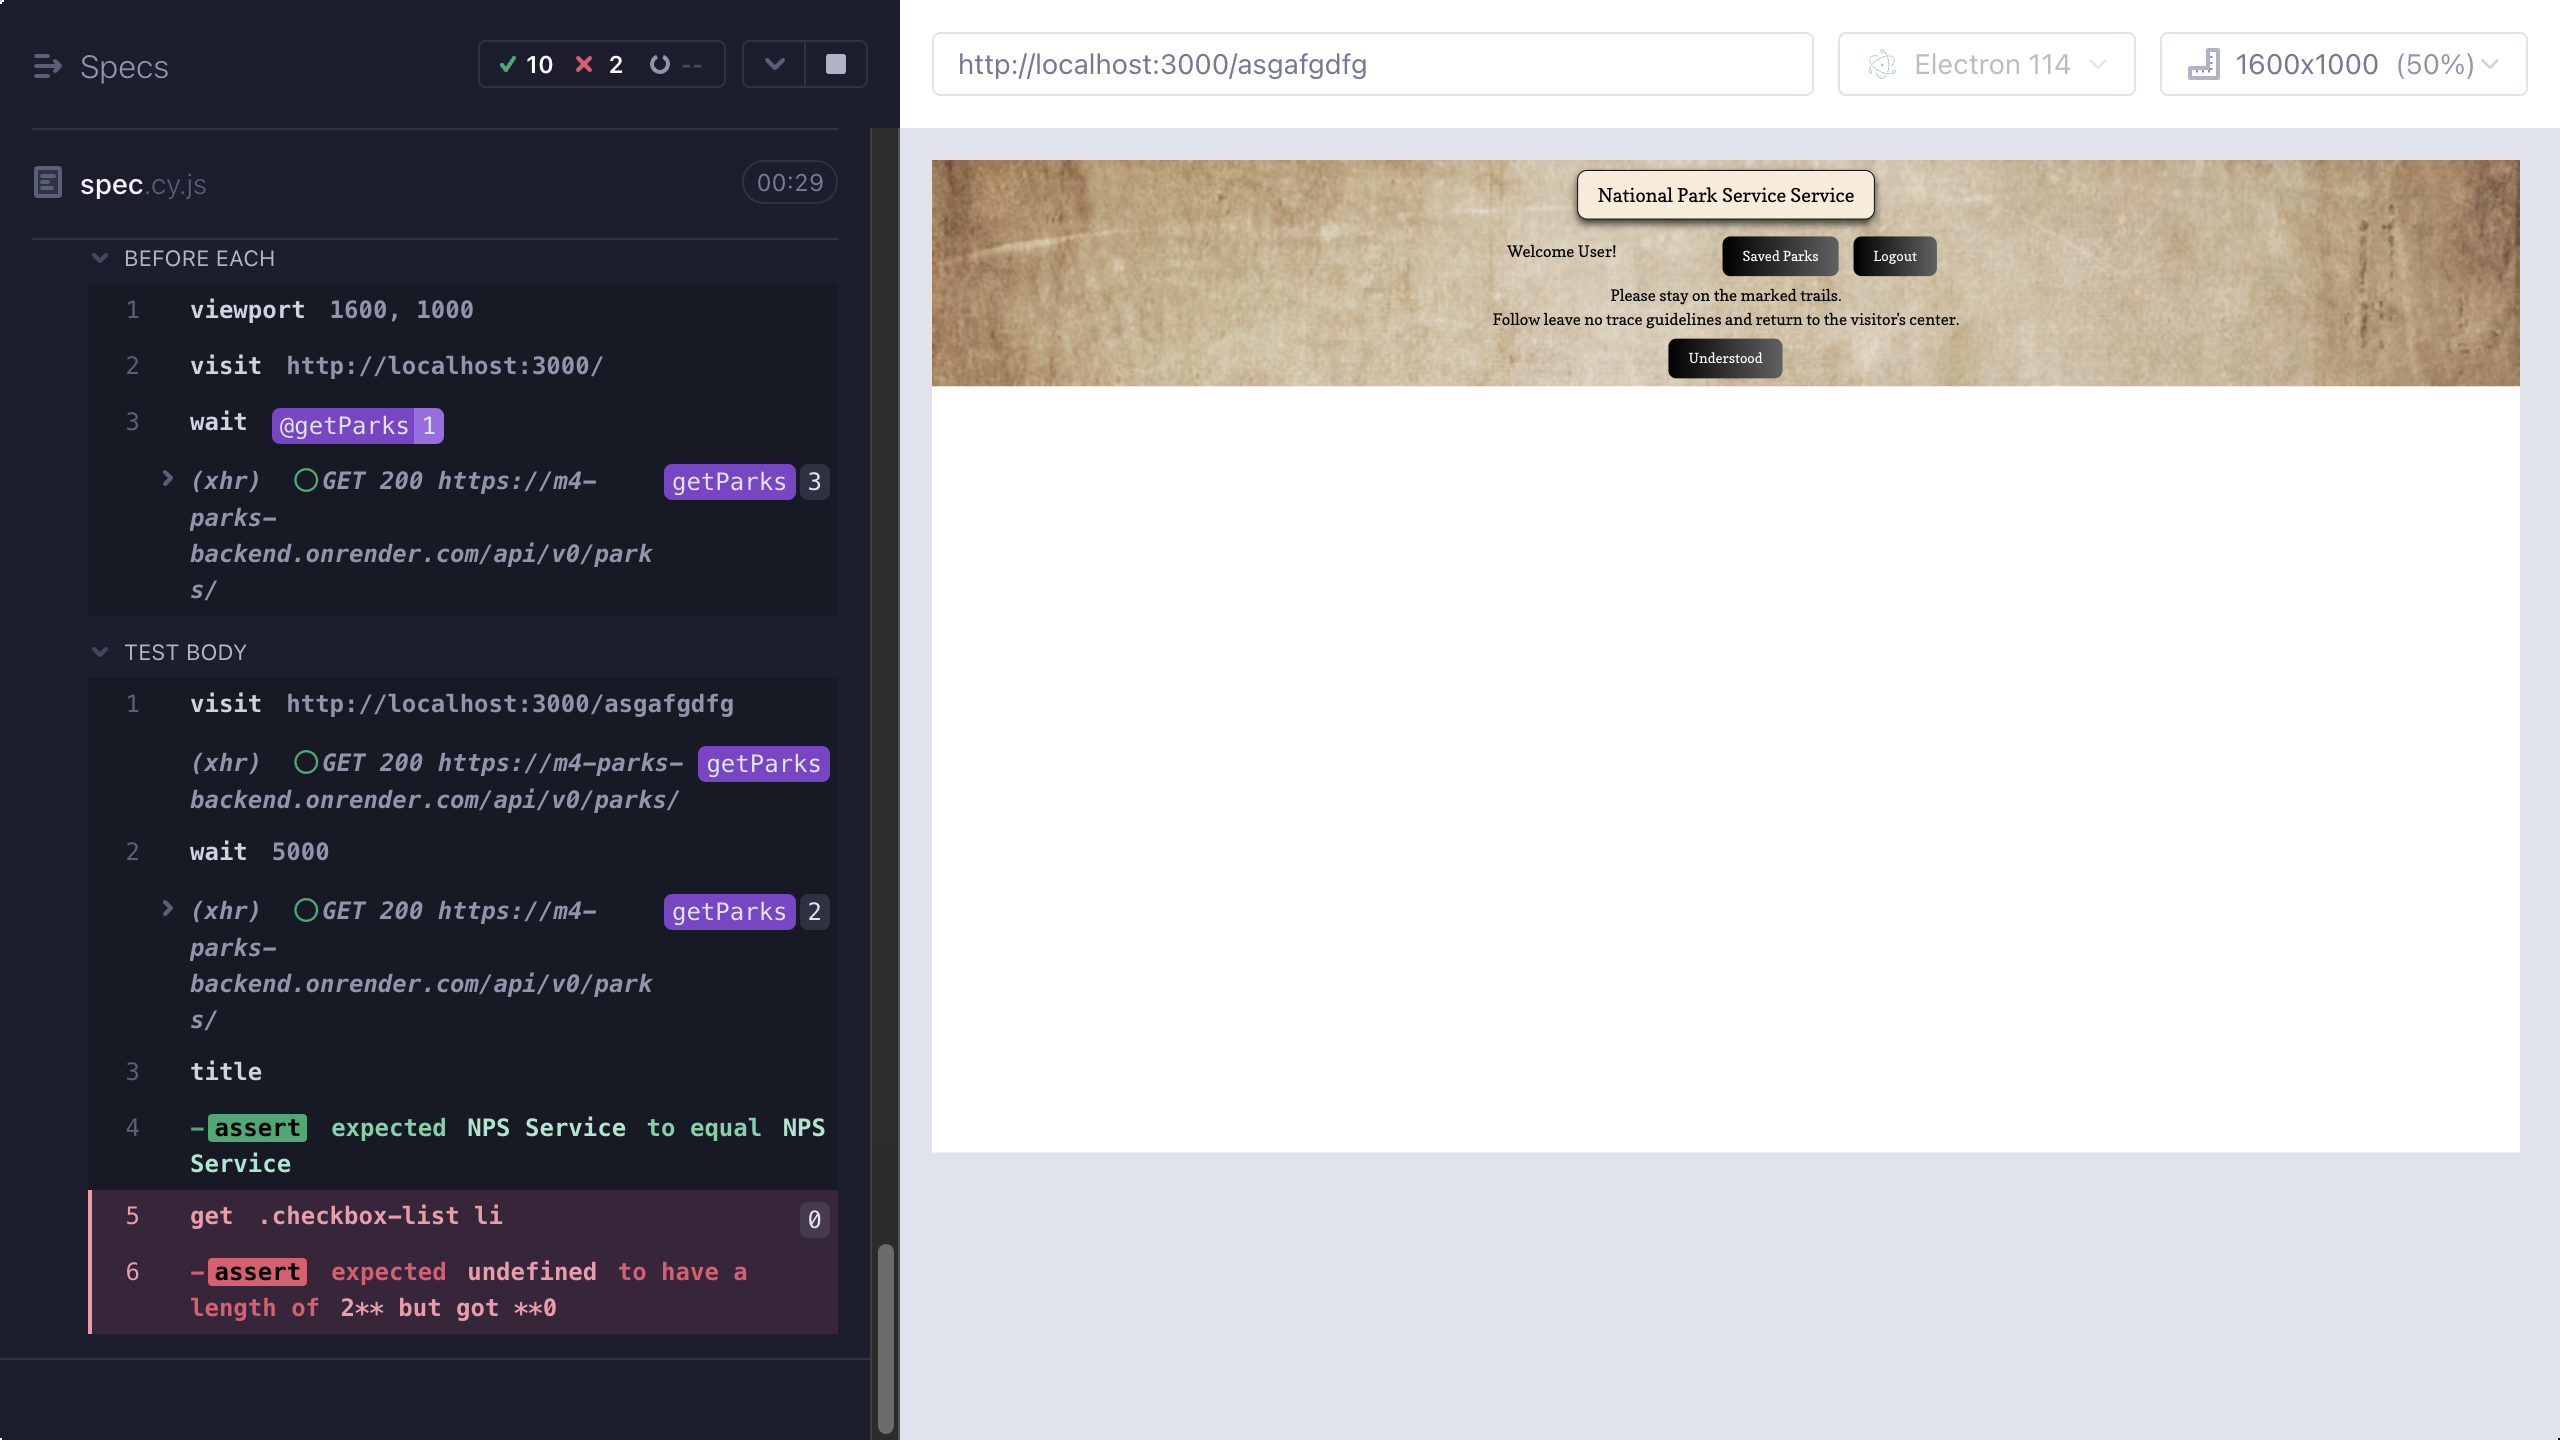 Specs
10 2 --
spec.cy.js
00:29
BEFORE EACH
1 viewport 1600, 1000
2 visit http://localhost:3000/
3 wait @getParks 1
(xhr) GET 200 https://m4-
parks-
backend.onrender.com/api/v0/park
s/
getParks 3
TEST BODY
1 visit http://localhost:3000/asgafgdfg
(xhr) GET 200 https://m4-parks-
backend.onrender.com/api/v0/parks/
getParks
2 wait 5000
(xhr) GET 200 https://m4-
parks-
backend.onrender.com/api/v0/park
s/
getParks 2
3 title
4 -assert expected NPS Service to equal NPS
Service
5 get .checkbox-list li 0
6 -assert expected undefined to have a
length of 2** but got **0
http://localhost:3000/asgafgdfg
Electron 114
1600x1000 (50%)
National Park Service Service
Welcome User!
Saved Parks
Logout
Please stay on the marked trails.
Follow leave no trace guidelines and return to the visitor's center.
Understood